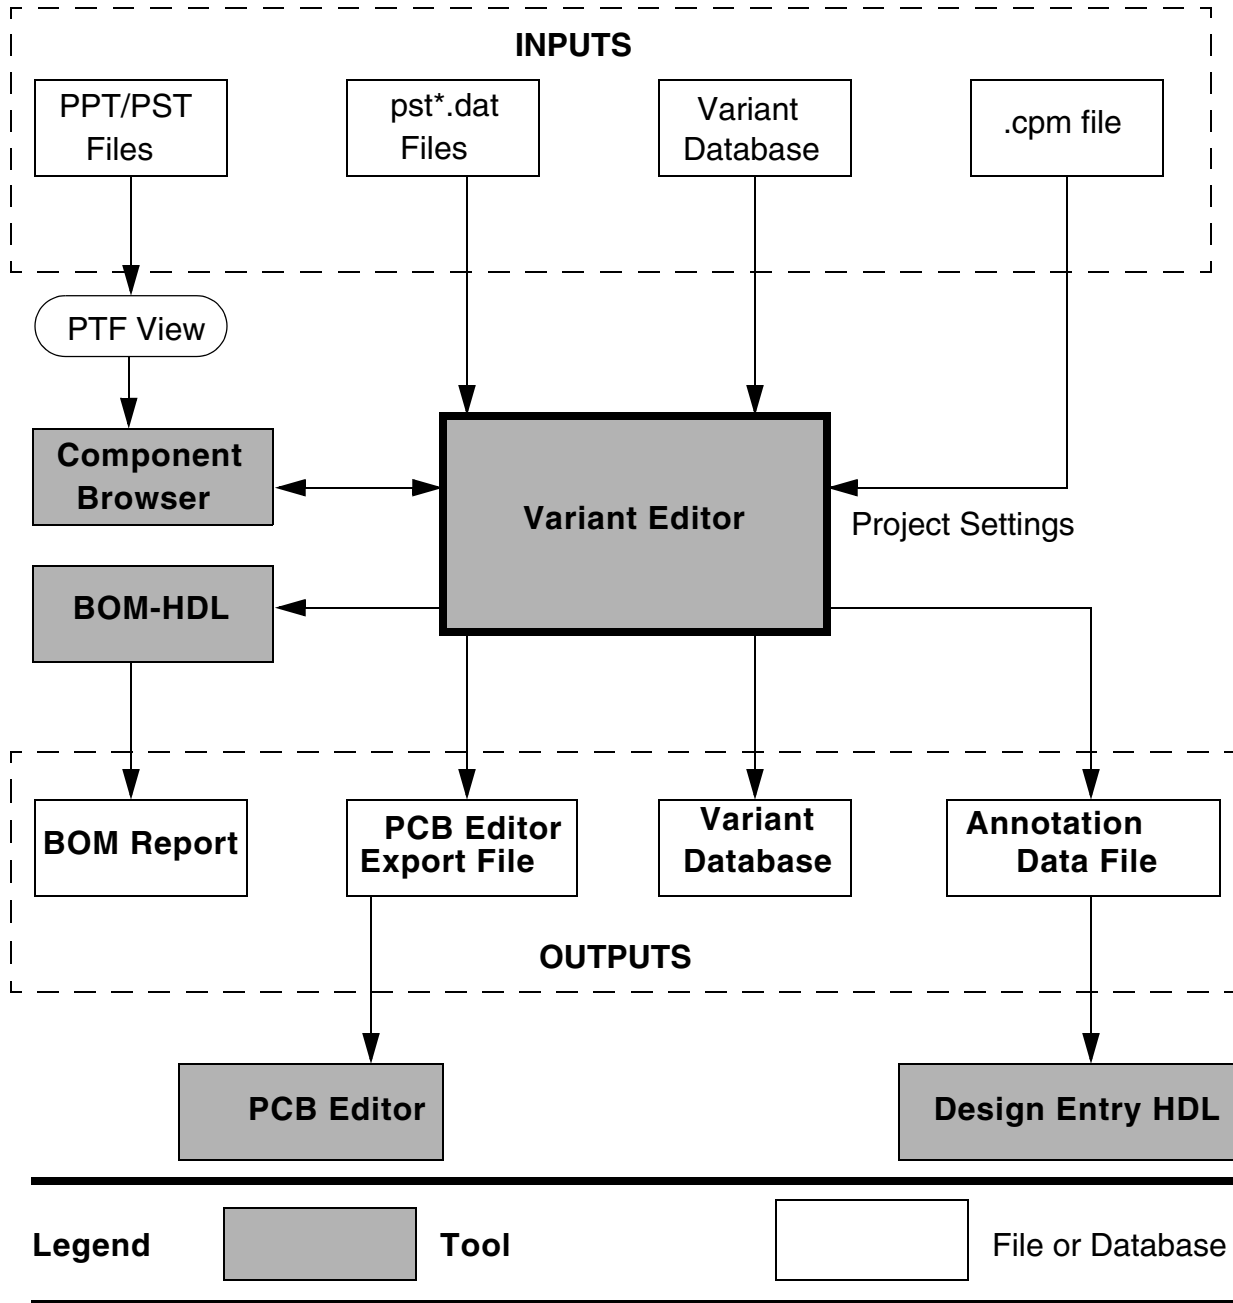 INPUTS
PPT/PST
Files
pst*.dat
Files
Variant
Database
.cpm file
PTF View
Component
Browser
Variant Editor
Project Settings
BOM-HDL
BOM Report
PCB Editor
Export File
Variant
Database
Annotation
Data File
OUTPUTS
PCB Editor
Design Entry HDL
Legend
Tool
File or Database